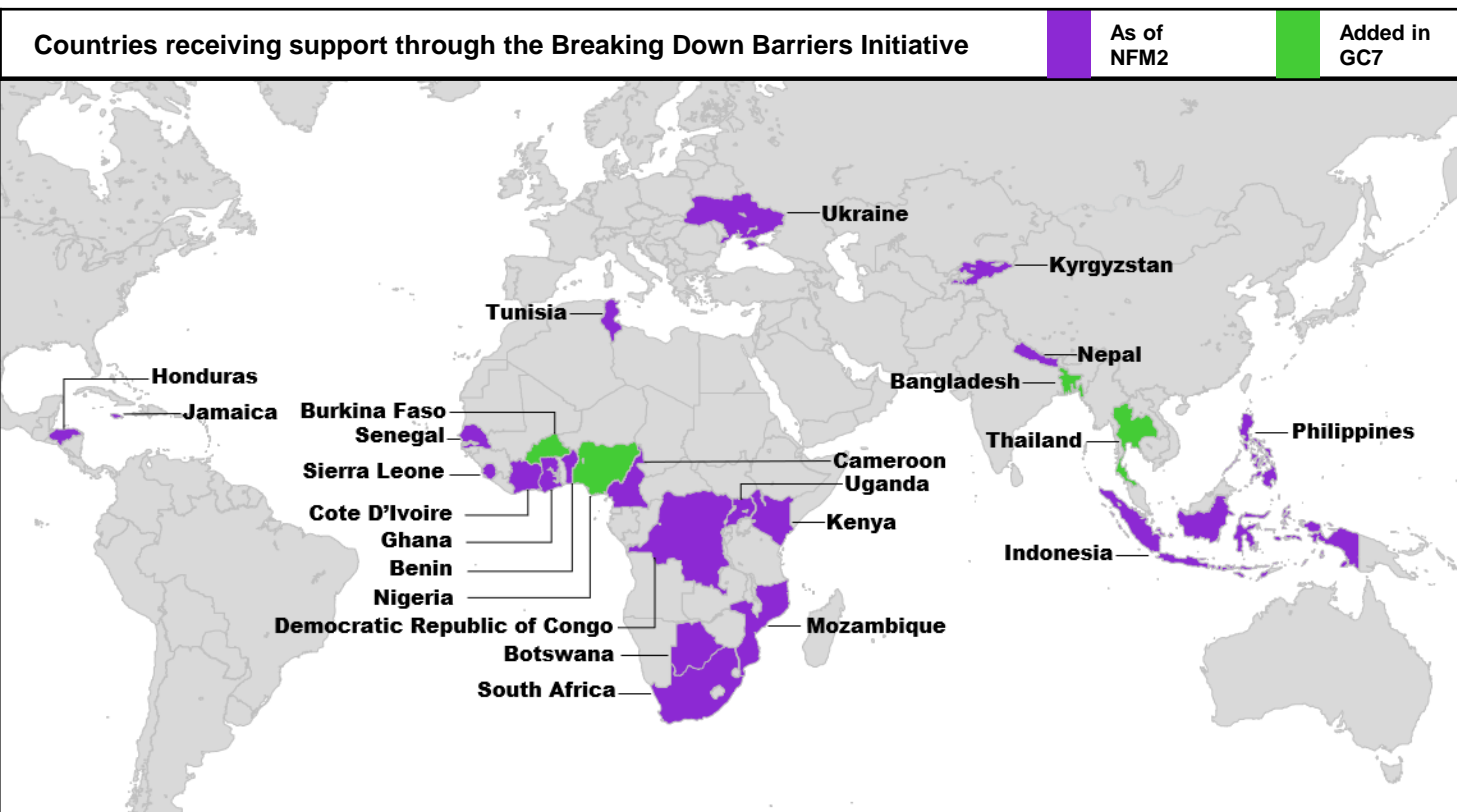 Countries receiving support through the Breaking Down Barriers Initiative
As of
NFM2
Added in
GC7
Ukraine
Kyrgyzstan
Tunisia
Nepal
Bangladesh
Honduras
Jamaica
Burkina Faso
Senegal
Thailand
Philippines
Sierra Leone
Cameroon
Uganda
Cote D'Ivoire
Kenya
Ghana
Indonesia
Benin
Nigeria
Democratic Republic of Congo
Mozambique
Botswana
South Africa